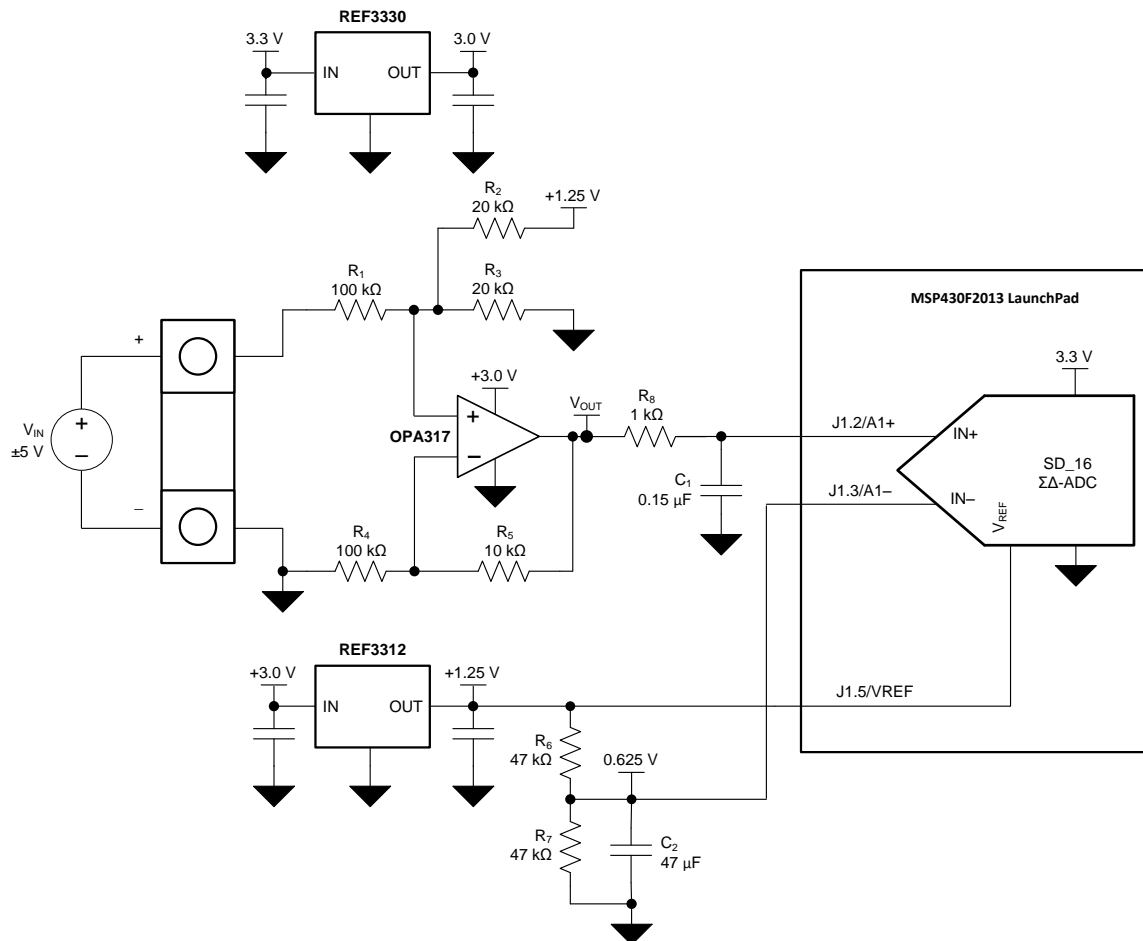 REF3330
3.3 V
3.0 V
IN
OUT
R2
20 kΩ
+1.25 V
R1
100 kΩ
R3
20 kΩ
MSP430F2013 LaunchPad
+
+3.0 V
3.3 V
VIN
±5 V
+
−
OPA317
+
−
VOUT
R8
1 kΩ
J1.2/A1+
IN+
SD_16
ΣΔ-ADC
C1
0.15 µF
J1.3/A1−
IN−
VREF
−
R4
100 kΩ
R5
10 kΩ
REF3312
+3.0 V
+1.25 V
IN
OUT
J1.5/VREF
R6
47 kΩ
0.625 V
R7
47 kΩ
C2
47 µF